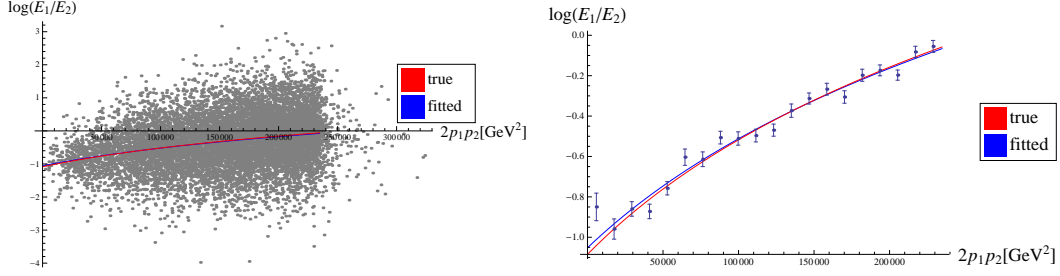 log(E₁/E₂)
3
2
1
true
fitted
50000 100000 150000 200000 250000 300000
2p₁p₂[GeV²]
-1
-2
-3
-4
log(E₁/E₂)
0.0
-0.2
-0.4
true
fitted
-0.6
-0.8
-1.0
50000 100000 150000 200000
2p₁p₂[GeV²]